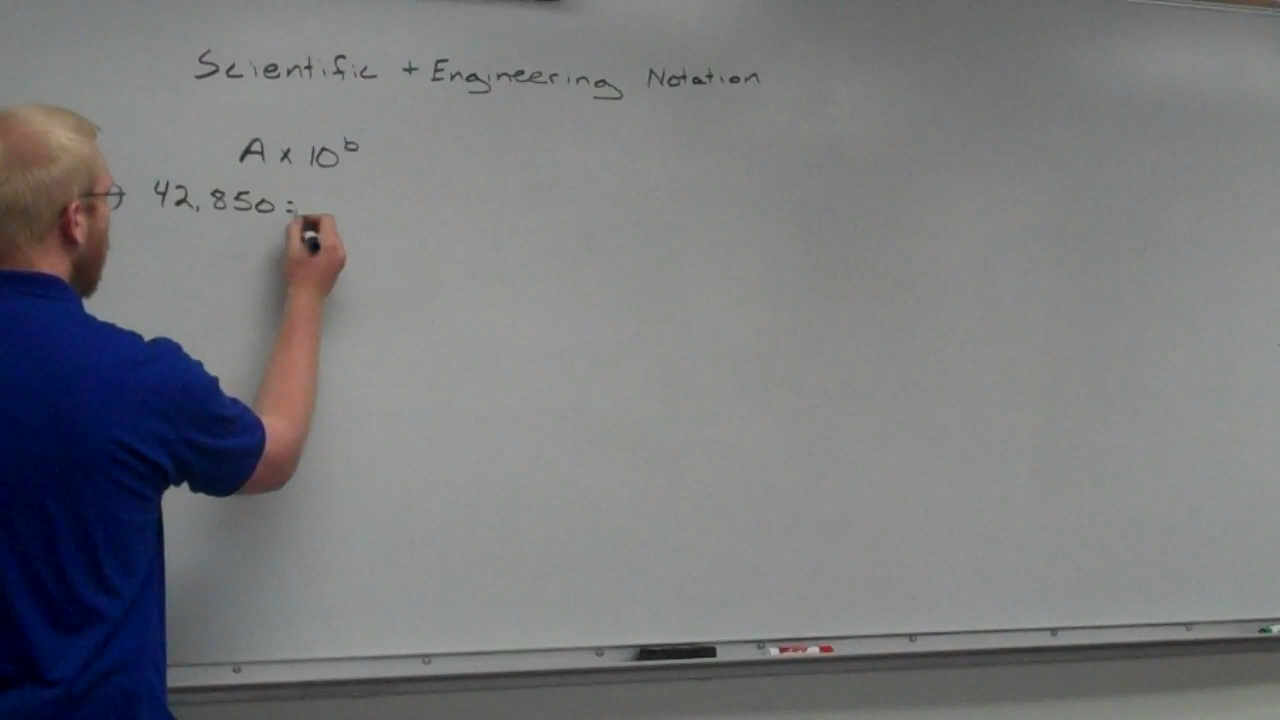 Scientific + Engineering Notation
A x 10^b
42,850 =